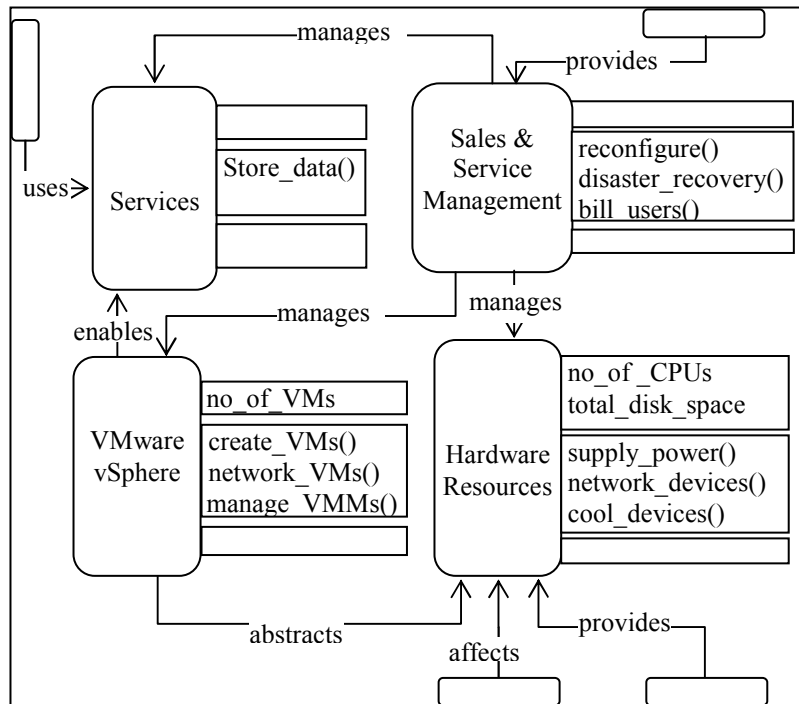 manages
provides
Sales &
Service
Management
reconfigure()
disaster_recovery()
bill_users()
Services
Store_data()
uses
enables
manages
manages
VMware
vSphere
no_of_VMs
create_VMs()
network_VMs()
manage_VMMs()
Hardware
Resources
no_of _CPUs
total_disk_space
supply_power()
network_devices()
cool_devices()
abstracts
affects
provides